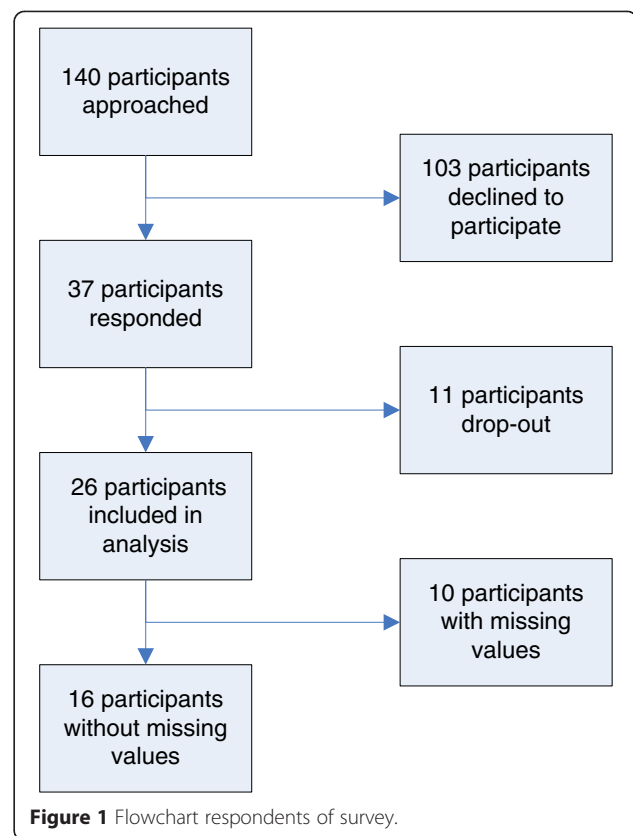 140 participants
approached
103 participants
declined to
participate
37 participants
responded
11 participants
drop-out
26 participants
included in
analysis
10 participants
with missing
values
16 participants
without missing
values
Figure 1 Flowchart respondents of survey.